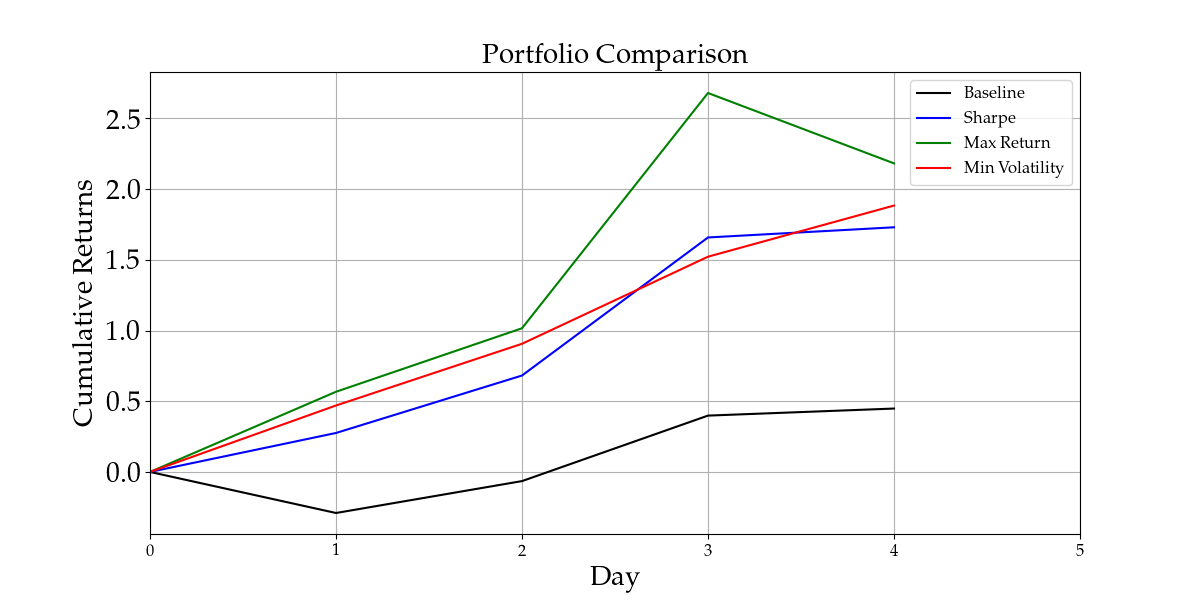 Portfolio Comparison
Baseline
Sharpe
Max Return
Min Volatility
Cumulative Returns
2.5
2.0
1.5
1.0
0.5
0.0
0 1 2 3 4 5
Day